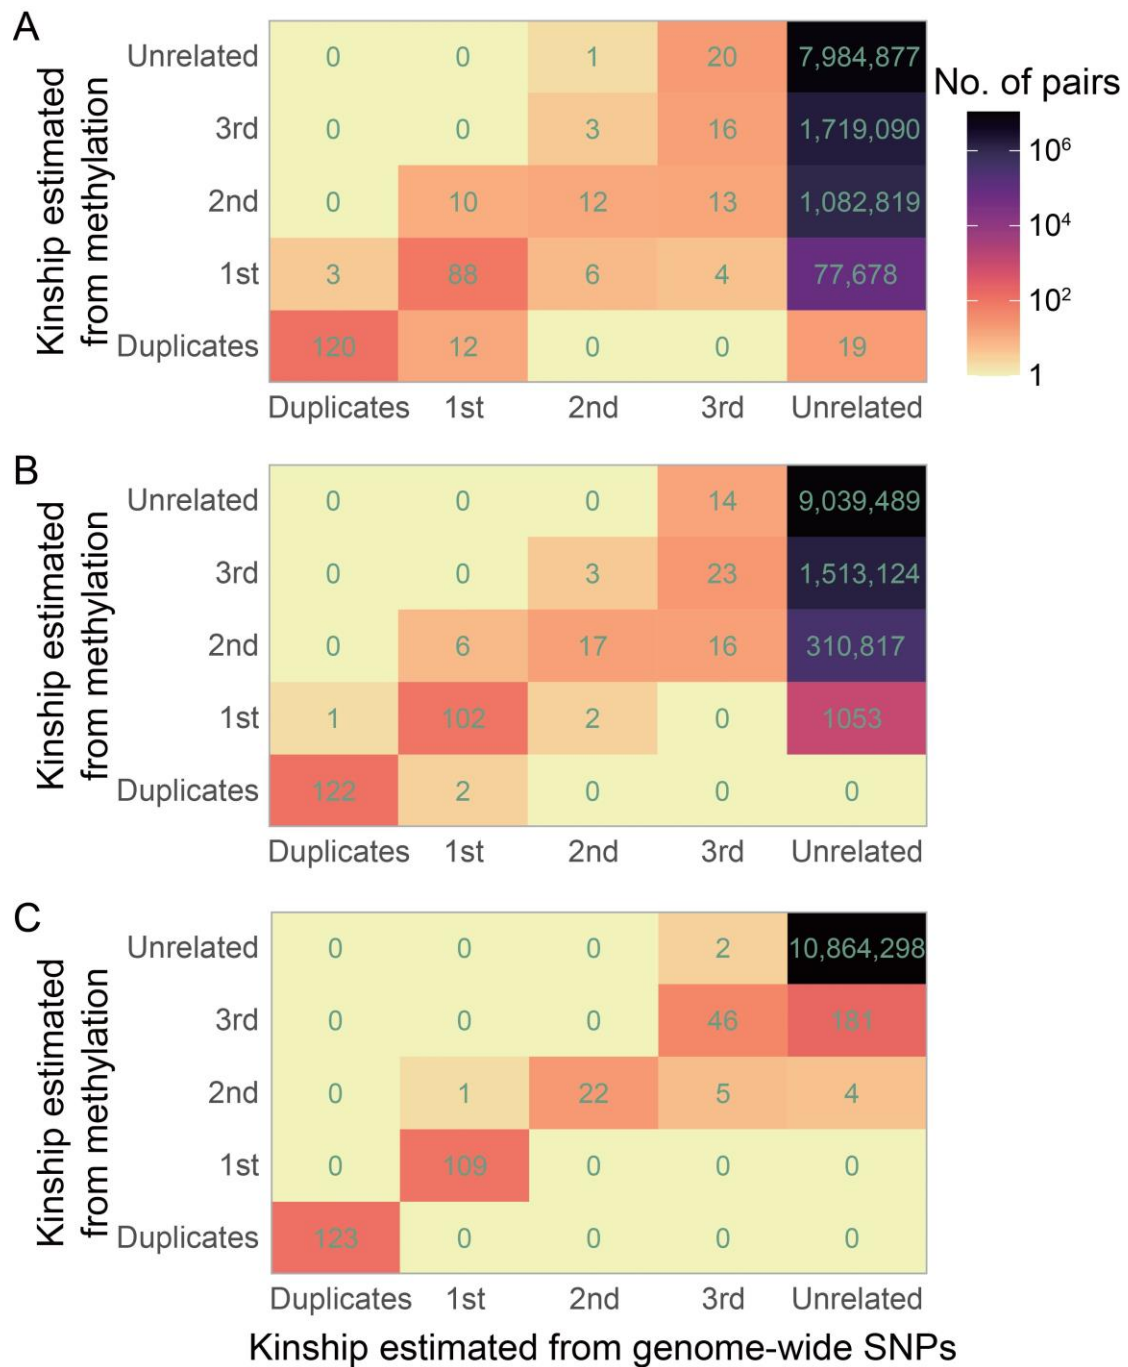 A
Kinship estimated
from methylation
Unrelated 0 0 1 20 7,984,877
3rd 0 0 3 16 1,719,090
2nd 0 10 12 13 1,082,819
1st 3 88 6 4 77,678
Duplicates 120 12 0 0 19
Duplicates 1st 2nd 3rd Unrelated
No. of pairs
10⁶
10⁴
10²
1
B
Kinship estimated
from methylation
Unrelated 0 0 0 14 9,039,489
3rd 0 0 3 23 1,513,124
2nd 0 6 17 16 310,817
1st 1 102 2 0 1053
Duplicates 122 2 0 0 0
Duplicates 1st 2nd 3rd Unrelated
C
Kinship estimated
from methylation
Unrelated 0 0 0 2 10,864,298
3rd 0 0 0 46 181
2nd 0 1 22 5 4
1st 0 109 0 0 0
Duplicates 123 0 0 0 0
Duplicates 1st 2nd 3rd Unrelated
Kinship estimated from genome-wide SNPs